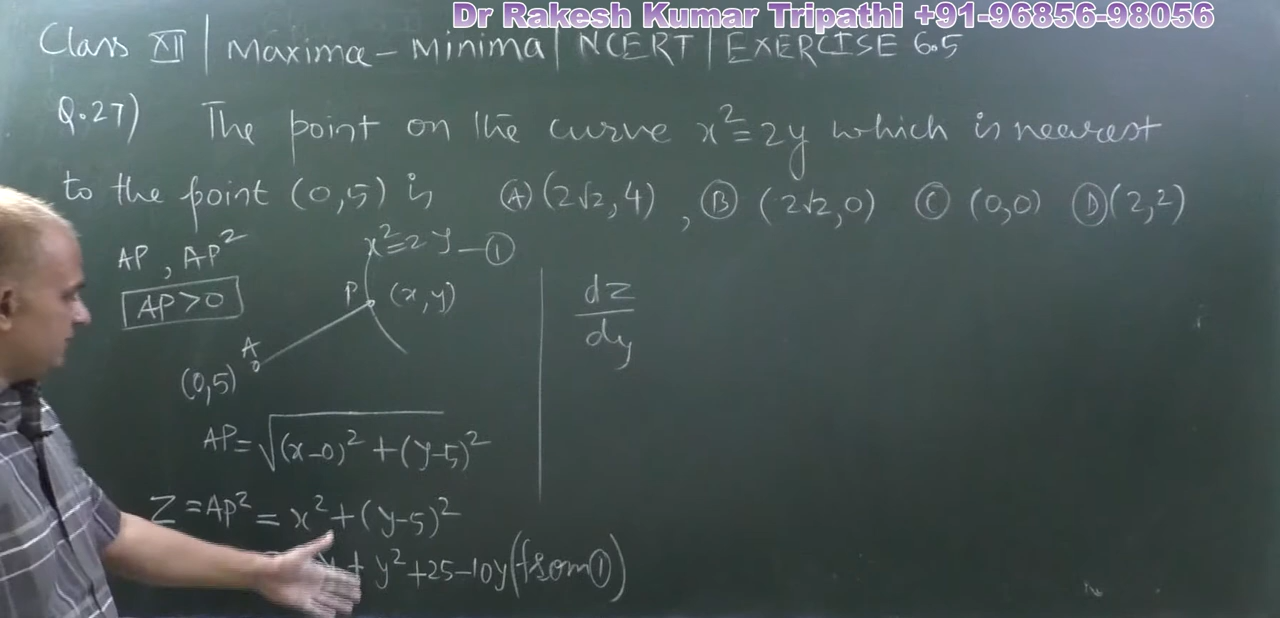 Dr Rakesh Kumar Tripathi +91-96856-98056
Class XII | Maxima - Minima | NCERT | EXERCISE 6.5
Q.27) The point on the curve x²=2y which is nearest
to the point (0,5) is (A) (2√2,4), (B) (2√2,0) (C) (0,0) (D) (2,2)
AP, AP²
AP>0
x²=2y —①
P (x,y)
A
(0,5)
AP=√(x-0)²+(y-5)²
Z=AP²=x²+(y-5)²
y+y²+25-10y (from ①)
dz
dy